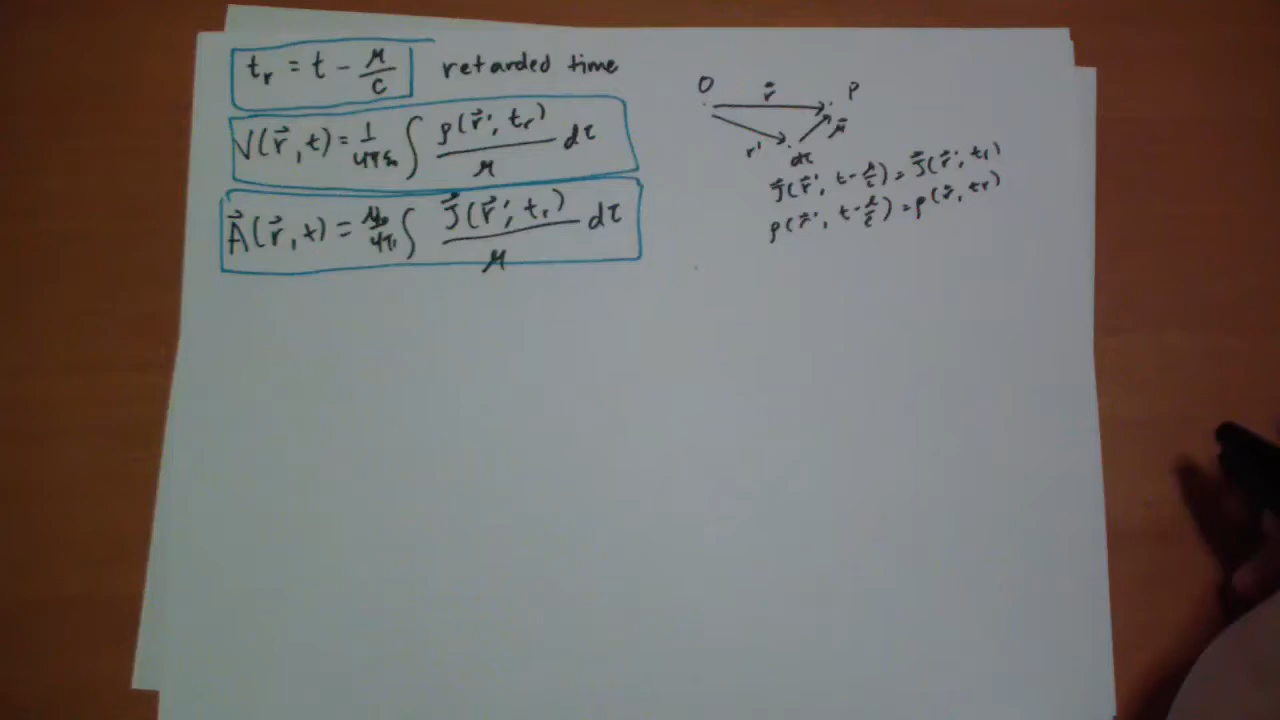 t_r = t - 𝓇/c retarded time
V(r⃗, t) = 1/4πε₀ ∫ ρ(r⃗', t_r)/𝓇 dτ
A⃗(r⃗, t) = μ₀/4π ∫ J⃗(r⃗', t_r)/𝓇 dτ
O r⃗ P
r' dτ 𝓇⃗
J⃗(r⃗', t - 𝓇/c) = J⃗(r⃗', t_r)
ρ(r⃗', t - 𝓇/c) = ρ(r⃗, t_r)